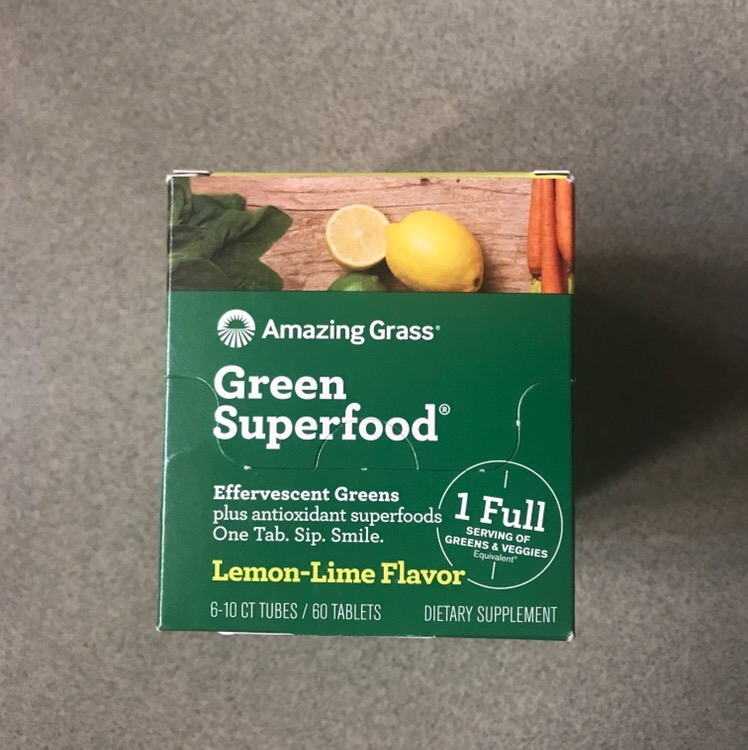 Amazing Grass®
Green
Superfood®
Effervescent Greens
plus antioxidant superfoods
One Tab. Sip. Smile.
1 Full
SERVING OF
GREENS & VEGGIES
Equivalent*
Lemon-Lime Flavor
6-10 CT TUBES / 60 TABLETS
DIETARY SUPPLEMENT